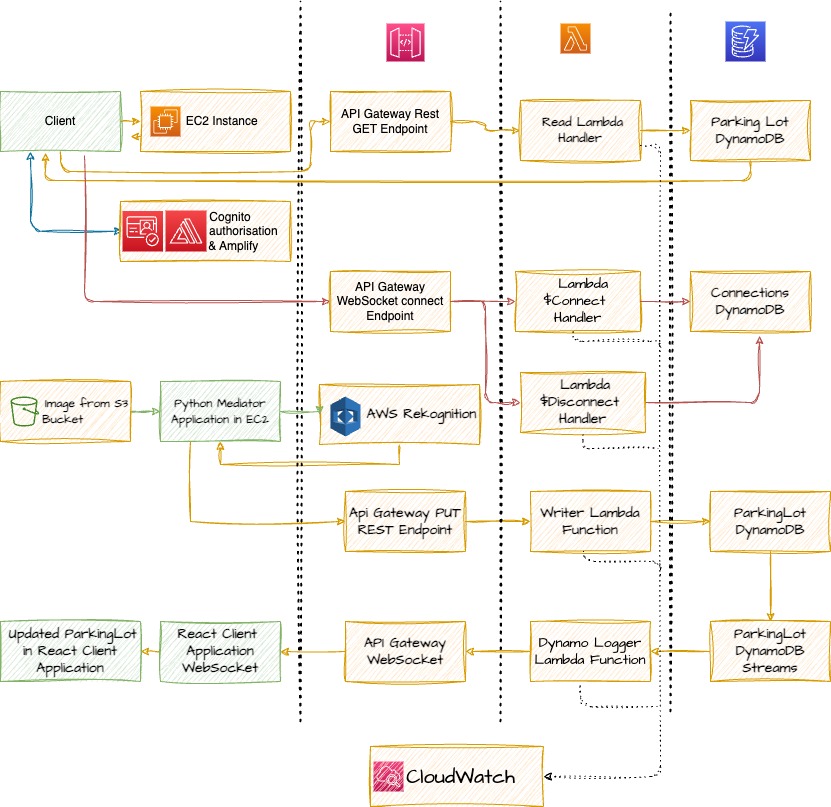 Client
EC2 Instance
API Gateway Rest
GET Endpoint
Read Lambda
Handler
Parking Lot
DynamoDB
Cognito
authorisation
& Amplify
API Gateway
WebSocket connect
Endpoint
Lambda
$Connect
Handler
Connections
DynamoDB
Image from S3
Bucket
Python Mediator
Application in EC2
AWS Rekognition
Lambda
$Disconnect
Handler
Api Gateway PUT
REST Endpoint
Writer Lambda
Function
ParkingLot
DynamoDB
Updated ParkingLot
in React Client
Application
React Client
Application
WebSocket
API Gateway
WebSocket
Dynamo Logger
Lambda Function
ParkingLot
DynamoDB
Streams
CloudWatch